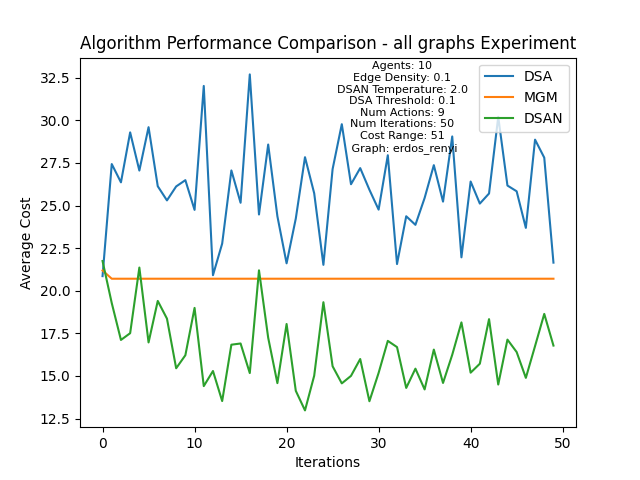 Algorithm Performance Comparison - all graphs Experiment
Agents: 10
Edge Density: 0.1
DSAN Temperature: 2.0
DSA Threshold: 0.1
Num Actions: 9
Num Iterations: 50
Cost Range: 51
Graph: erdos_renyi
DSA
MGM
DSAN
Average Cost
32.5
30.0
27.5
25.0
22.5
20.0
17.5
15.0
12.5
0
10
20
30
40
50
Iterations